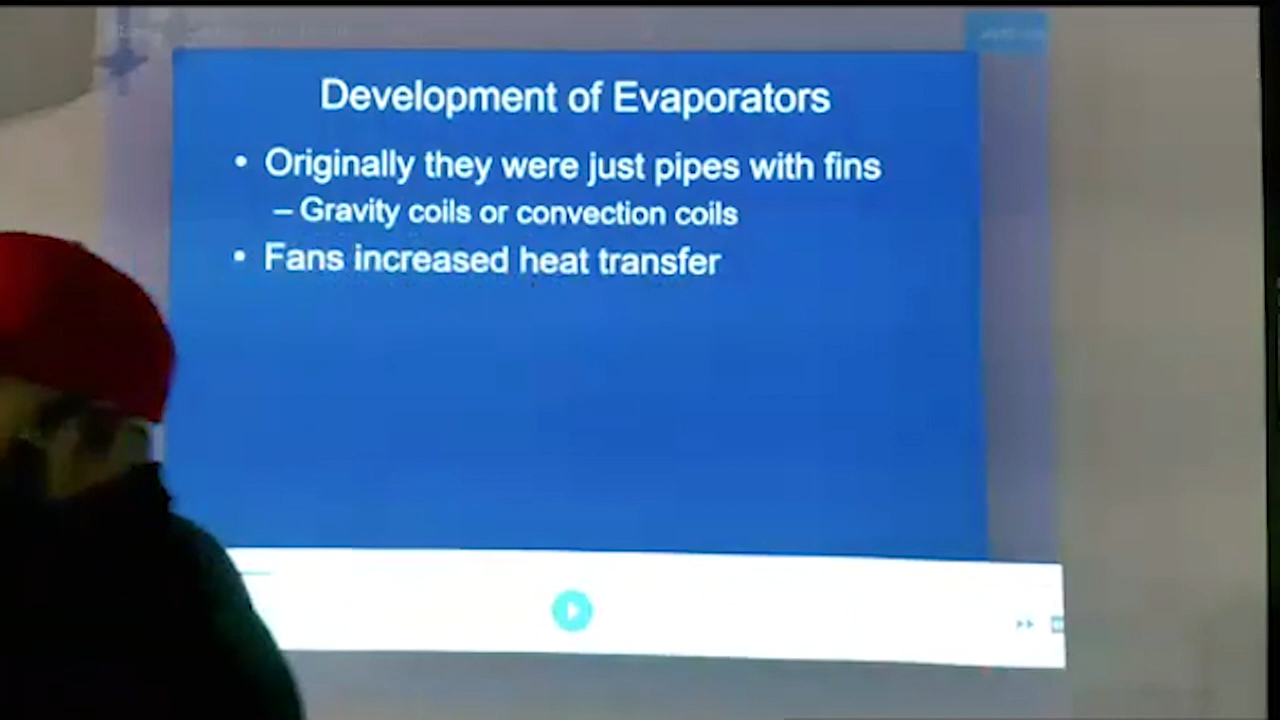 Development of Evaporators
• Originally they were just pipes with fins
– Gravity coils or convection coils
• Fans increased heat transfer